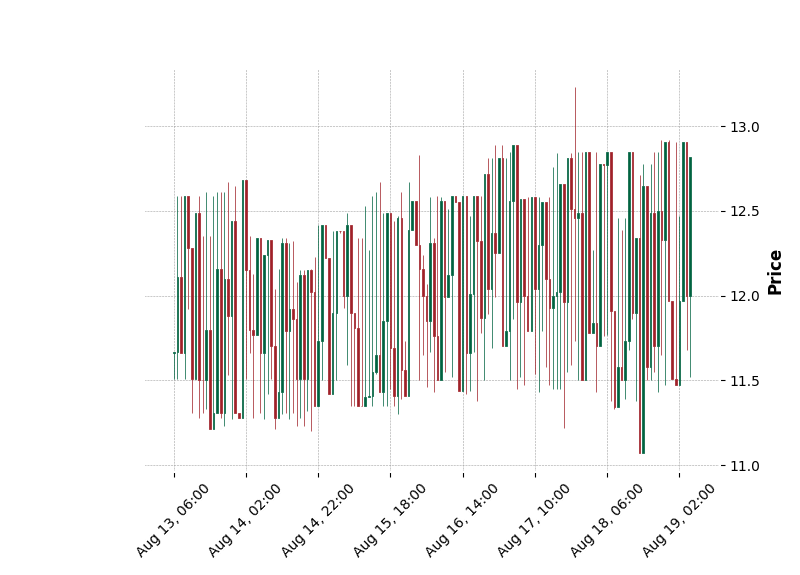 13.0
12.5
12.0
11.5
11.0
Price
Aug 13, 06:00
Aug 14, 02:00
Aug 14, 22:00
Aug 15, 18:00
Aug 16, 14:00
Aug 17, 10:00
Aug 18, 06:00
Aug 19, 02:00